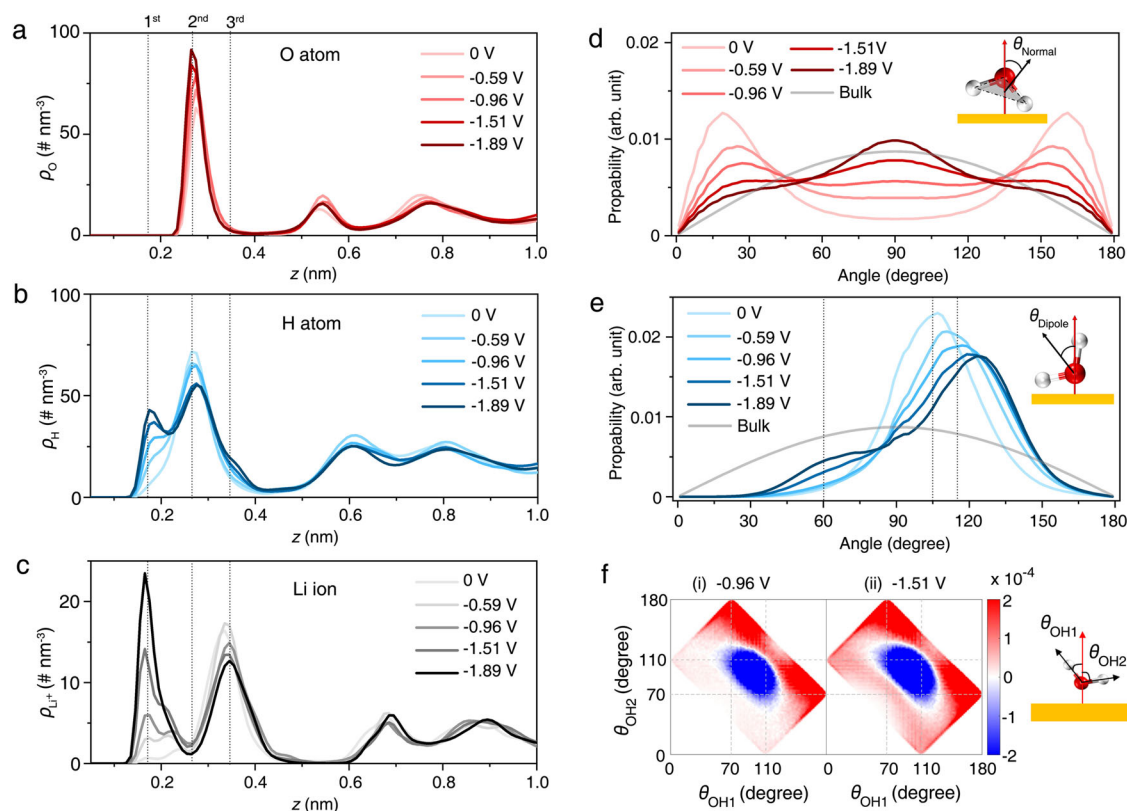 a
1st 2nd 3rd
100
50
0
ρO (# nm-3)
O atom
0 V
-0.59 V
-0.96 V
-1.51 V
-1.89 V
0.2 0.4 0.6 0.8 1.0
z (nm)
b
100
50
0
ρH (# nm-3)
H atom
0 V
-0.59 V
-0.96 V
-1.51 V
-1.89 V
0.2 0.4 0.6 0.8 1.0
z (nm)
c
20
10
0
ρLi+ (# nm-3)
Li ion
0 V
-0.59 V
-0.96 V
-1.51 V
-1.89 V
0.2 0.4 0.6 0.8 1.0
z (nm)
d
0.02
0.01
0
Propability (arb. unit)
0 V -1.51V
-0.59 V -1.89 V
-0.96 V Bulk
θNormal
0 30 60 90 120 150 180
Angle (degree)
e
0.02
0.01
0
Propability (arb. unit)
0 V
-0.59 V
-0.96 V
-1.51 V
-1.89 V
Bulk
θDipole
0 30 60 90 120 150 180
Angle (degree)
f
(i) -0.96 V (ii) -1.51 V x 10-4
180
110
70
0
θOH2 (degree)
0 70 110 0 70 110 180
θOH1 (degree) θOH1 (degree)
2
1
0
-1
-2
θOH1
θOH2